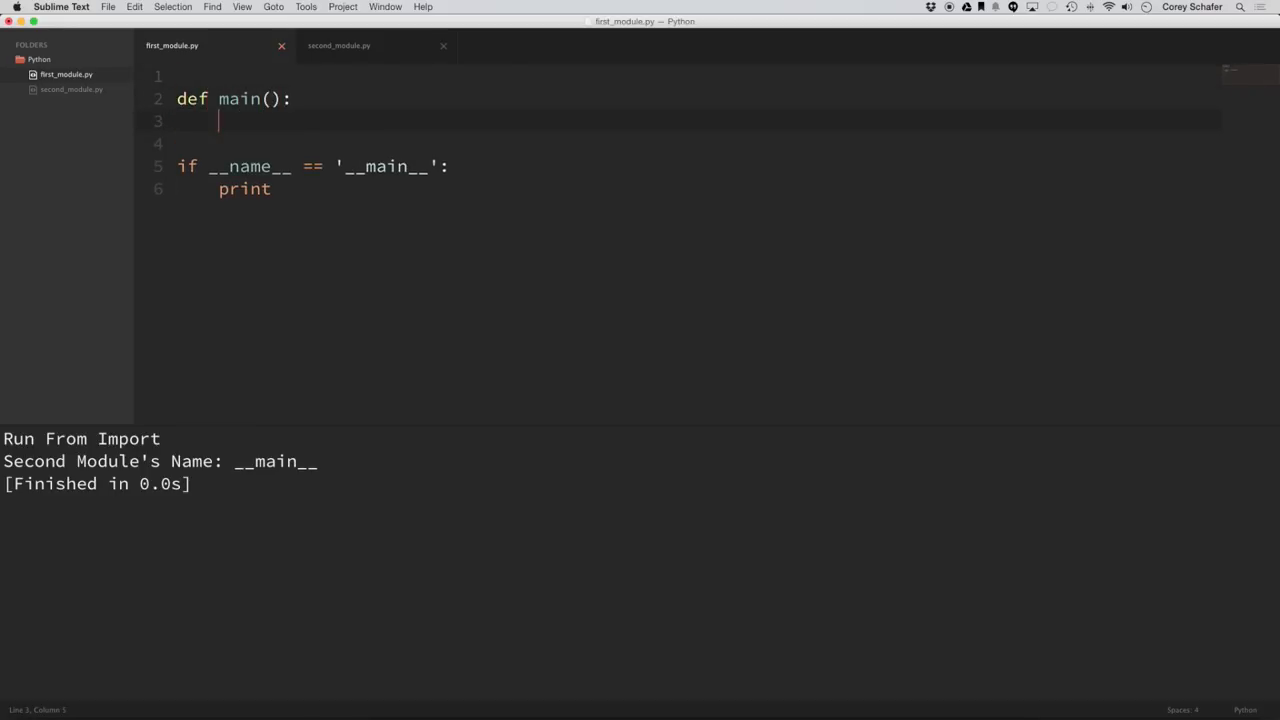 Sublime Text File Edit Selection Find View Goto Tools Project Window Help Corey Schafer
first_module.py — Python
FOLDERS
Python
first_module.py
second_module.py
first_module.py second_module.py
1
2 def main():
3
4
5 if __name__ == '__main__':
6 print
Run From Import
Second Module's Name: __main__
[Finished in 0.0s]
Line 3, Column 5 Spaces: 4 Python